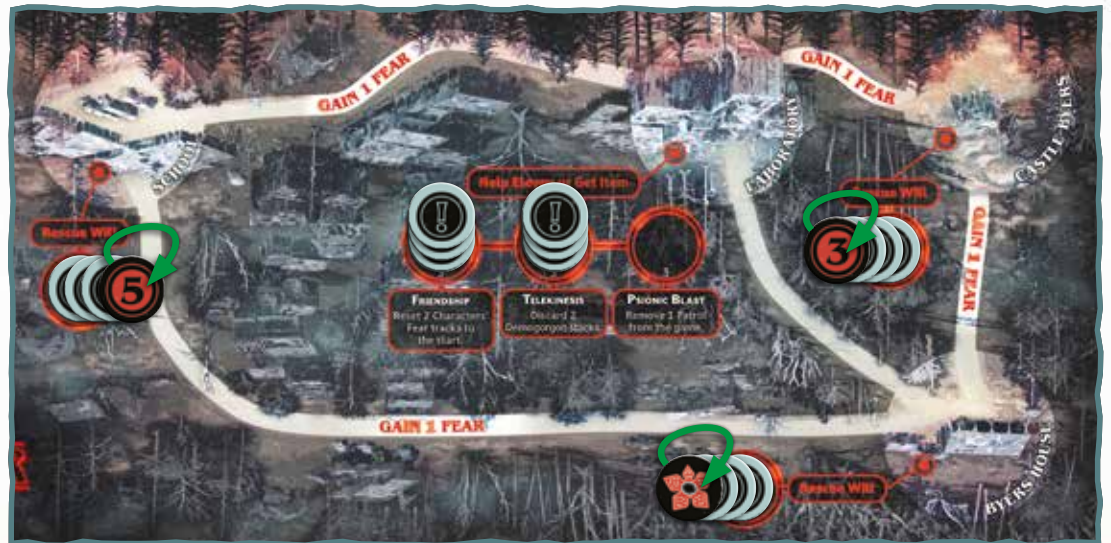 GAIN 1 FEAR
GAIN 1 FEAR
SCHOOL
LABORATORY
CASTLE BYERS
Help Eleven or Get Item
Rescue Will
Rescue Will
GAIN 1 FEAR
!
!
5
3
FRIENDSHIP
Reset 2 Characters'
Fear tracks to
the start.
TELEKINESIS
Discard 2
Demogorgon stacks.
PSIONIC BLAST
Remove 1 Patrol
from the game.
GAIN 1 FEAR
Rescue Will
BYERS HOUSE